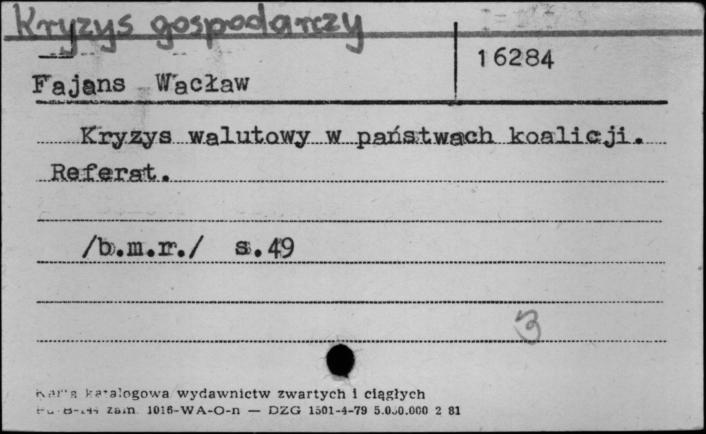 Kryzys gospodarczy
16284
Fajans Wacław
Kryzys walutowy w państwach koalicji.
Referat.
/b.m.r./ s.49
3
Karta katalogowa wydawnictw zwartych i ciągłych
zam. 1016-WA-O-n — DZG 1501-4-79 5.000.000 2 81